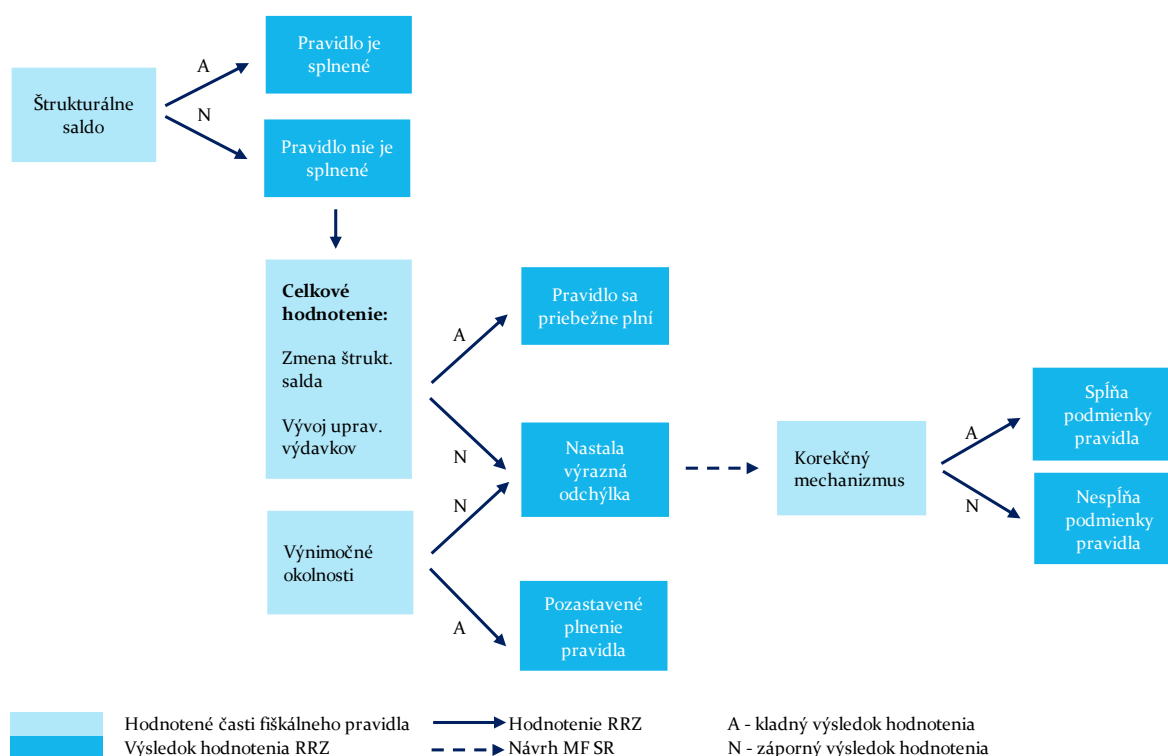 Pravidlo je
splnené
A
Štrukturálne
saldo
N
Pravidlo nie je
splnené
Celkové
hodnotenie:
Zmena štrukt.
salda
Vývoj uprav.
výdavkov
A
Pravidlo sa
priebežne plní
N
Nastala
výrazná
odchýlka
N
Výnimočné
okolnosti
A
Pozastavené
plnenie
pravidla
Korekčný
mechanizmus
A
Spĺňa
podmienky
pravidla
N
Nespĺňa
podmienky
pravidla
Hodnotené časti fiškálneho pravidla
Hodnotenie RRZ
A - kladný výsledok hodnotenia
Výsledok hodnotenia RRZ
Návrh MF SR
N - záporný výsledok hodnotenia